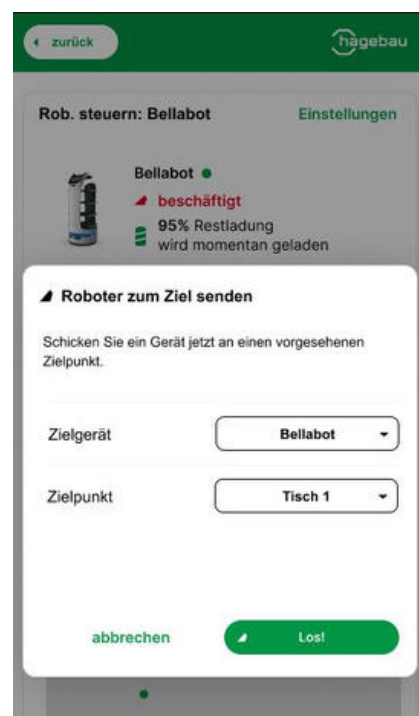 zurück
hagebau
Rob. steuern: Bellabot
Einstellungen
Bellabot
beschäftigt
95% Restladung
wird momentan geladen
Roboter zum Ziel senden
Schicken Sie ein Gerät jetzt an einen vorgesehenen
Zielpunkt.
Zielgerät
Bellabot
Zielpunkt
Tisch 1
abbrechen
Los!